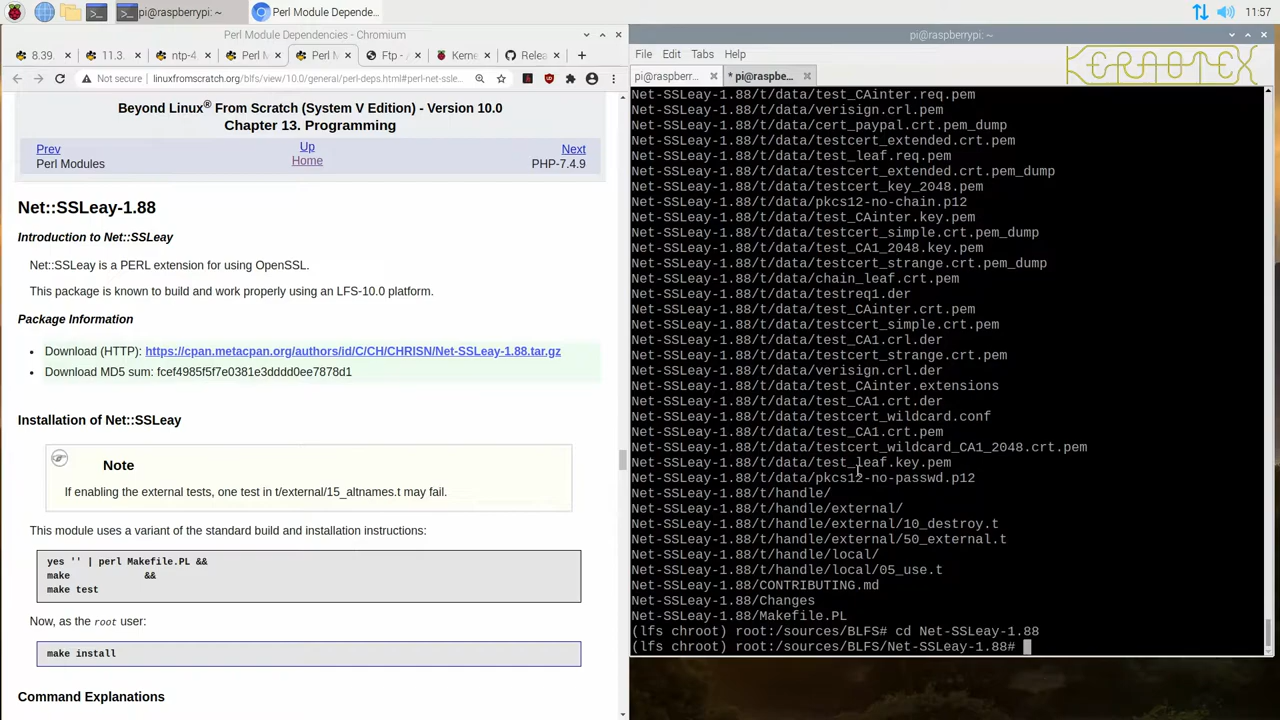 pi@raspberrypi: ~
Perl Module Depende...
11:57
Perl Module Dependencies - Chromium
8.39
11.3
ntp-4
Perl M
Perl M
Ftp - /
Kerne
Relea
Not secure
linuxfromscratch.org/blfs/view/10.0/general/perl-deps.html#perl-net-ssle...
Beyond Linux® From Scratch (System V Edition) - Version 10.0
Chapter 13. Programming
Prev
Up
Next
Perl Modules
Home
PHP-7.4.9
Net::SSLeay-1.88
Introduction to Net::SSLeay
Net::SSLeay is a PERL extension for using OpenSSL.
This package is known to build and work properly using an LFS-10.0 platform.
Package Information
Download (HTTP): https://cpan.metacpan.org/authors/id/C/CH/CHRISN/Net-SSLeay-1.88.tar.gz
Download MD5 sum: fcef4985f5f7e0381e3dddd0ee7878d1
Installation of Net::SSLeay
Note
If enabling the external tests, one test in t/external/15_altnames.t may fail.
This module uses a variant of the standard build and installation instructions:
yes '' | perl Makefile.PL &&
make &&
make test
Now, as the root user:
make install
Command Explanations
pi@raspberrypi: ~
File Edit Tabs Help
KERAOTEX
pi@raspberr...
* pi@raspbe...
Net-SSLeay-1.88/t/data/test_CAinter.req.pem
Net-SSLeay-1.88/t/data/verisign.crl.pem
Net-SSLeay-1.88/t/data/cert_paypal.crt.pem_dump
Net-SSLeay-1.88/t/data/testcert_extended.crt.pem
Net-SSLeay-1.88/t/data/test_leaf.req.pem
Net-SSLeay-1.88/t/data/testcert_extended.crt.pem_dump
Net-SSLeay-1.88/t/data/testcert_key_2048.pem
Net-SSLeay-1.88/t/data/pkcs12-no-chain.p12
Net-SSLeay-1.88/t/data/test_CAinter.key.pem
Net-SSLeay-1.88/t/data/testcert_simple.crt.pem_dump
Net-SSLeay-1.88/t/data/test_CA1_2048.key.pem
Net-SSLeay-1.88/t/data/testcert_strange.crt.pem_dump
Net-SSLeay-1.88/t/data/chain_leaf.crt.pem
Net-SSLeay-1.88/t/data/testreq1.der
Net-SSLeay-1.88/t/data/test_CAinter.crt.pem
Net-SSLeay-1.88/t/data/testcert_simple.crt.pem
Net-SSLeay-1.88/t/data/test_CA1.crl.der
Net-SSLeay-1.88/t/data/testcert_strange.crt.pem
Net-SSLeay-1.88/t/data/verisign.crl.der
Net-SSLeay-1.88/t/data/test_CAinter.extensions
Net-SSLeay-1.88/t/data/test_CA1.crt.der
Net-SSLeay-1.88/t/data/testcert_wildcard.conf
Net-SSLeay-1.88/t/data/test_CA1.crt.pem
Net-SSLeay-1.88/t/data/testcert_wildcard_CA1_2048.crt.pem
Net-SSLeay-1.88/t/data/test_leaf.key.pem
Net-SSLeay-1.88/t/data/pkcs12-no-passwd.p12
Net-SSLeay-1.88/t/handle/
Net-SSLeay-1.88/t/handle/external/
Net-SSLeay-1.88/t/handle/external/10_destroy.t
Net-SSLeay-1.88/t/handle/external/50_external.t
Net-SSLeay-1.88/t/handle/local/
Net-SSLeay-1.88/t/handle/local/05_use.t
Net-SSLeay-1.88/CONTRIBUTING.md
Net-SSLeay-1.88/Changes
Net-SSLeay-1.88/Makefile.PL
(lfs chroot) root:/sources/BLFS# cd Net-SSLeay-1.88
(lfs chroot) root:/sources/BLFS/Net-SSLeay-1.88#